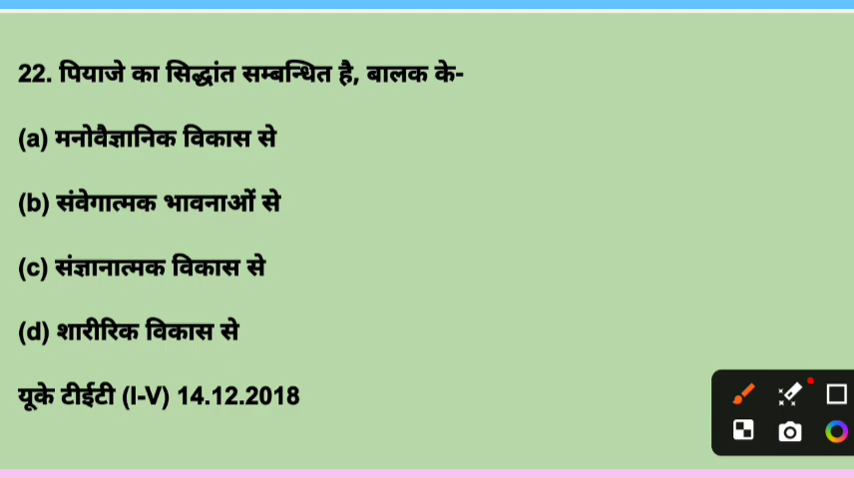 22. पियाजे का सिद्धांत सम्बन्धित है, बालक के-
(a) मनोवैज्ञानिक विकास से
(b) संवेगात्मक भावनाओं से
(c) संज्ञानात्मक विकास से
(d) शारीरिक विकास से
यूके टीईटी (I-V) 14.12.2018